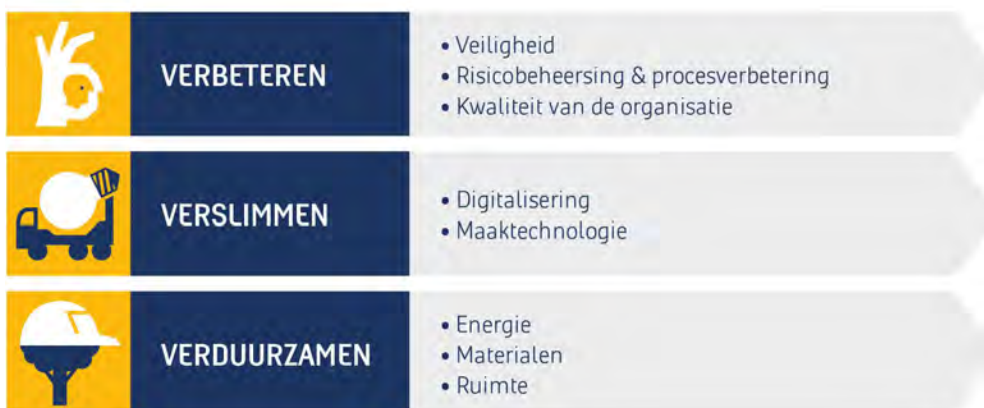 VERBETEREN
• Veiligheid
• Risicobeheersing & procesverbetering
• Kwaliteit van de organisatie
VERSLIMMEN
• Digitalisering
• Maaktechnologie
VERDUURZAMEN
• Energie
• Materialen
• Ruimte